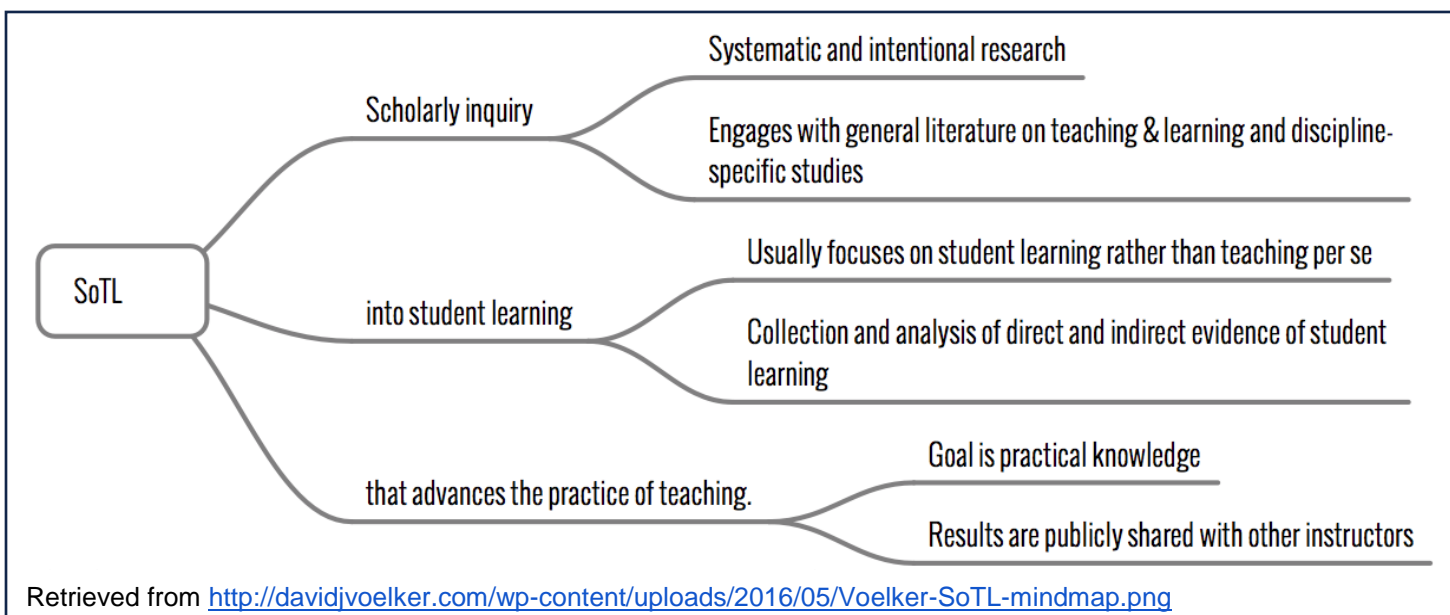 SoTL
Scholarly inquiry
Systematic and intentional research
Engages with general literature on teaching & learning and discipline-
specific studies
into student learning
Usually focuses on student learning rather than teaching per se
Collection and analysis of direct and indirect evidence of student
learning
that advances the practice of teaching.
Goal is practical knowledge
Results are publicly shared with other instructors
Retrieved from http://davidjvoelker.com/wp-content/uploads/2016/05/Voelker-SoTL-mindmap.png